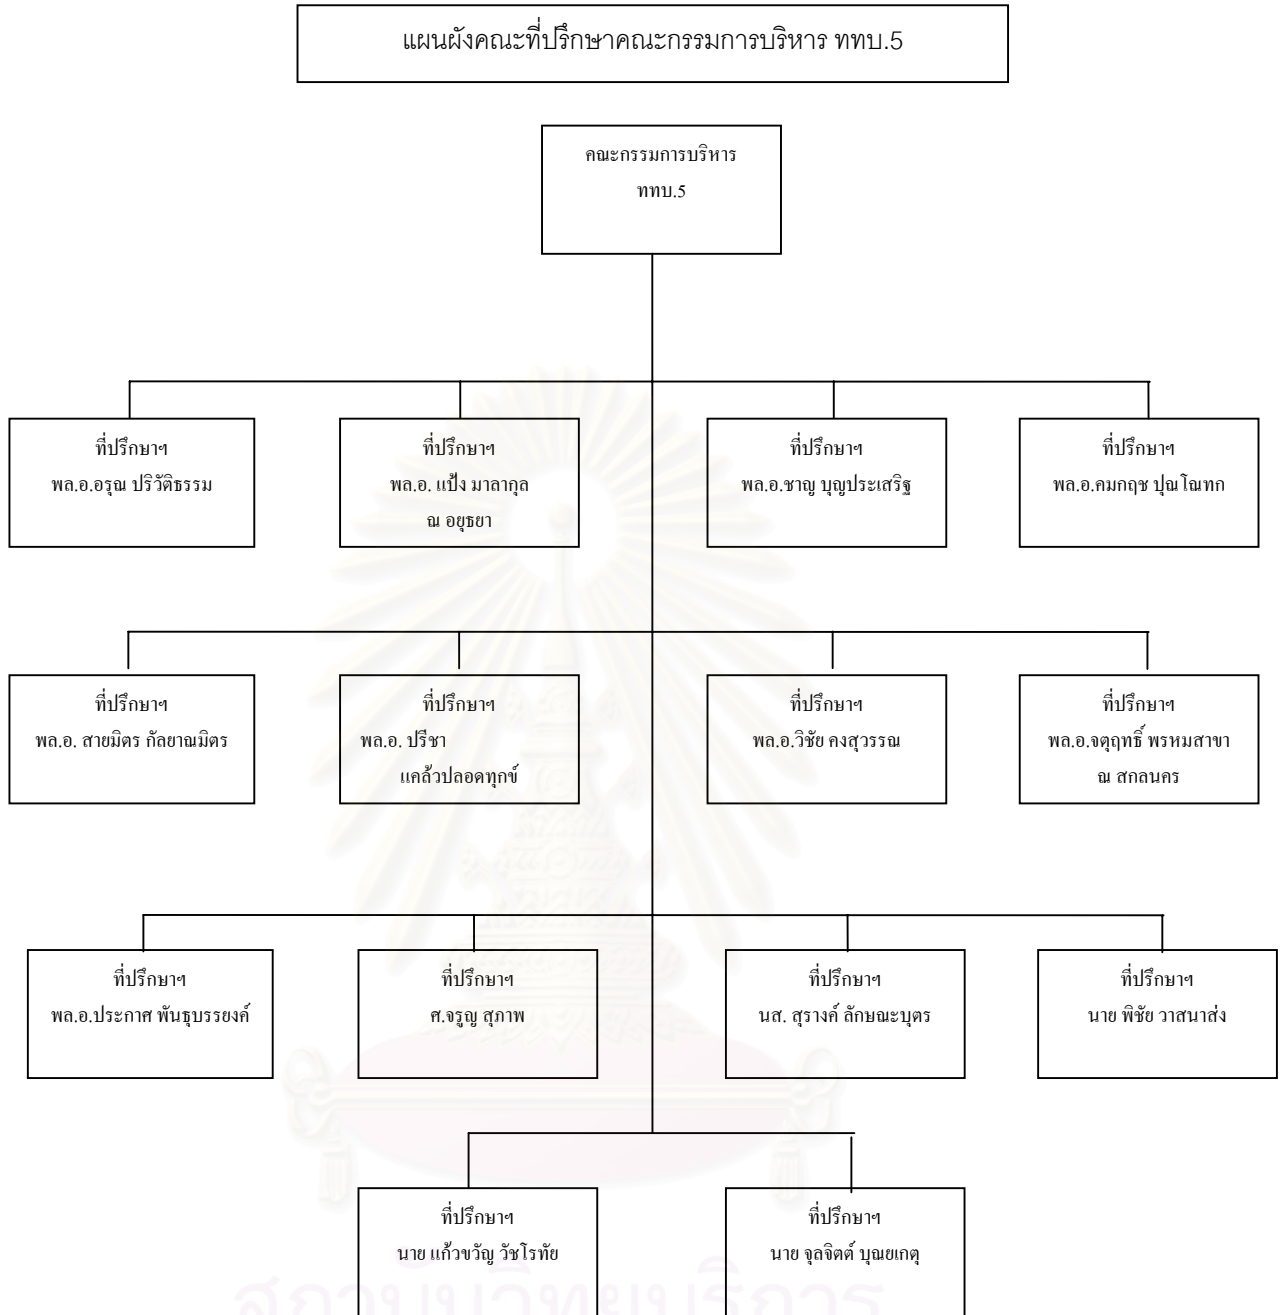 แผนผังคณะที่ปรึกษาคณะกรรมการบริหาร ททบ.5
คณะกรรมการบริหาร
ททบ.5
ที่ปรึกษาฯ
พล.อ.อรุณ ปริวัติธรรม
ที่ปรึกษาฯ
พล.อ. แป้ง มาลากุล
ณ อยุธยา
ที่ปรึกษาฯ
พล.อ.ชาญ บุญประเสริฐ
ที่ปรึกษาฯ
พล.อ.คมกฤช ปุณโณทก
ที่ปรึกษาฯ
พล.อ. สายมิตร กัลยาณมิตร
ที่ปรึกษาฯ
พล.อ. ปรีชา
แคล้วปลอดทุกข์
ที่ปรึกษาฯ
พล.อ.วิชัย คงสุวรรณ
ที่ปรึกษาฯ
พล.อ.จตุฤทธิ์ พรหมสาขา
ณ สกลนคร
ที่ปรึกษาฯ
พล.อ.ประกาศ พันธุบรรยงค์
ที่ปรึกษาฯ
ศ.จรูญ สุภาพ
ที่ปรึกษาฯ
นส. สุรางค์ ลักษณะบุตร
ที่ปรึกษาฯ
นาย พิชัย วาสนาส่ง
ที่ปรึกษาฯ
นาย แก้วขวัญ วัชโรทัย
ที่ปรึกษาฯ
นาย จุลจิตต์ บุณยเกตุ
สถาบันวิทยบริการ